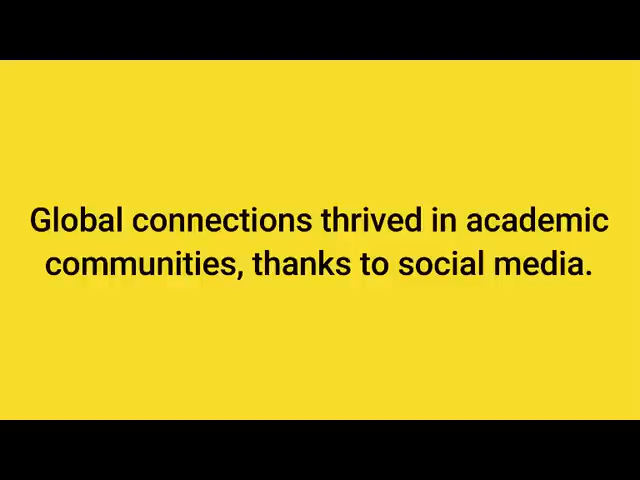 Global connections thrived in academic
communities, thanks to social media.